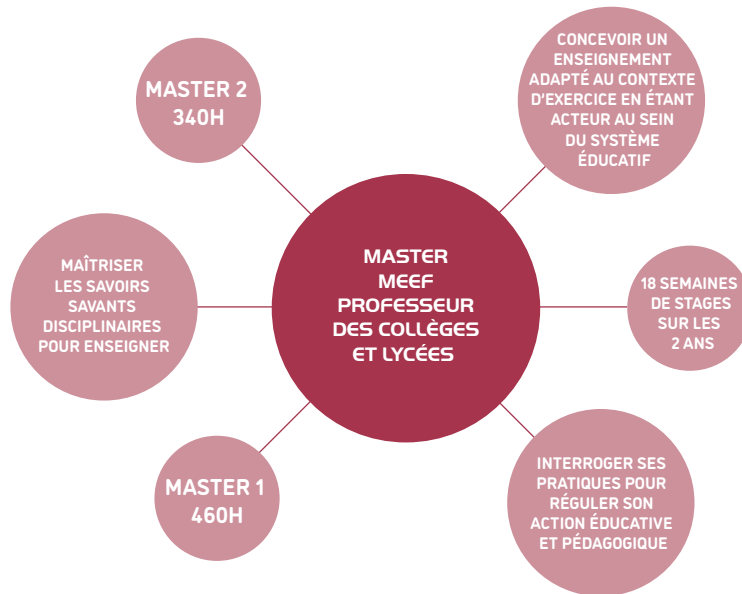 MASTER 2
340H
CONCEVOIR UN
ENSEIGNEMENT
ADAPTÉ AU CONTEXTE
D'EXERCICE EN ÉTANT
ACTEUR AU SEIN
DU SYSTÈME
ÉDUCATIF
MAÎTRISER
LES SAVOIRS
SAVANTS
DISCIPLINAIRES
POUR ENSEIGNER
MASTER
MEEF
PROFESSEUR
DES COLLÈGES
ET LYCÉES
18 SEMAINES
DE STAGES
SUR LES
2 ANS
MASTER 1
460H
INTERROGER SES
PRATIQUES POUR
RÉGULER SON
ACTION ÉDUCATIVE
ET PÉDAGOGIQUE